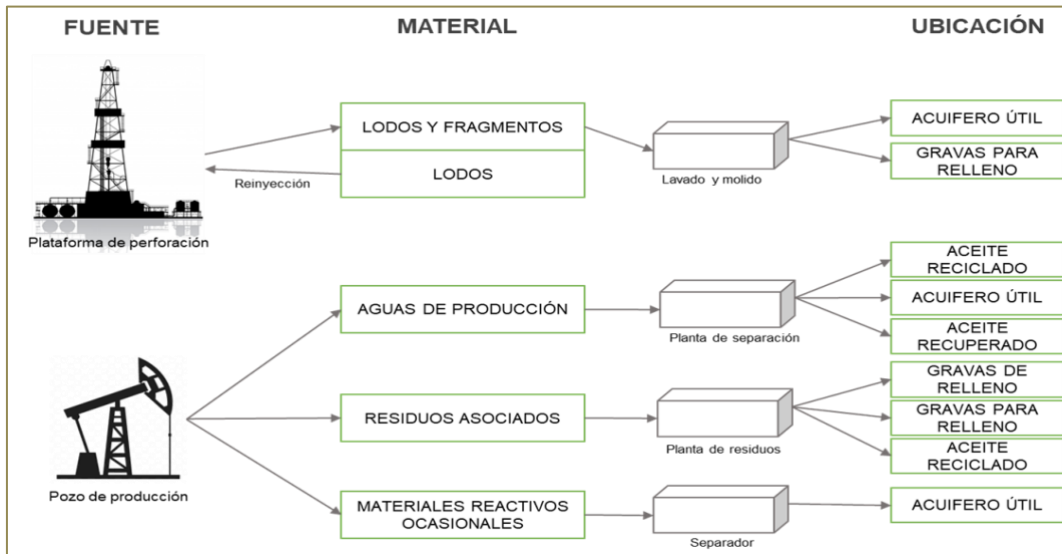 FUENTE
MATERIAL
UBICACIÓN
LODOS Y FRAGMENTOS
LODOS
Reinyección
Lavado y molido
ACUIFERO ÚTIL
GRAVAS PARA
RELLENO
Plataforma de perforación
AGUAS DE PRODUCCIÓN
Planta de separación
ACEITE
RECICLADO
ACUIFERO ÚTIL
ACEITE
RECUPERADO
RESIDUOS ASOCIADOS
Planta de residuos
GRAVAS DE
RELLENO
GRAVAS PARA
RELLENO
ACEITE
RECICLADO
Pozo de producción
MATERIALES REACTIVOS
OCASIONALES
Separador
ACUIFERO ÚTIL